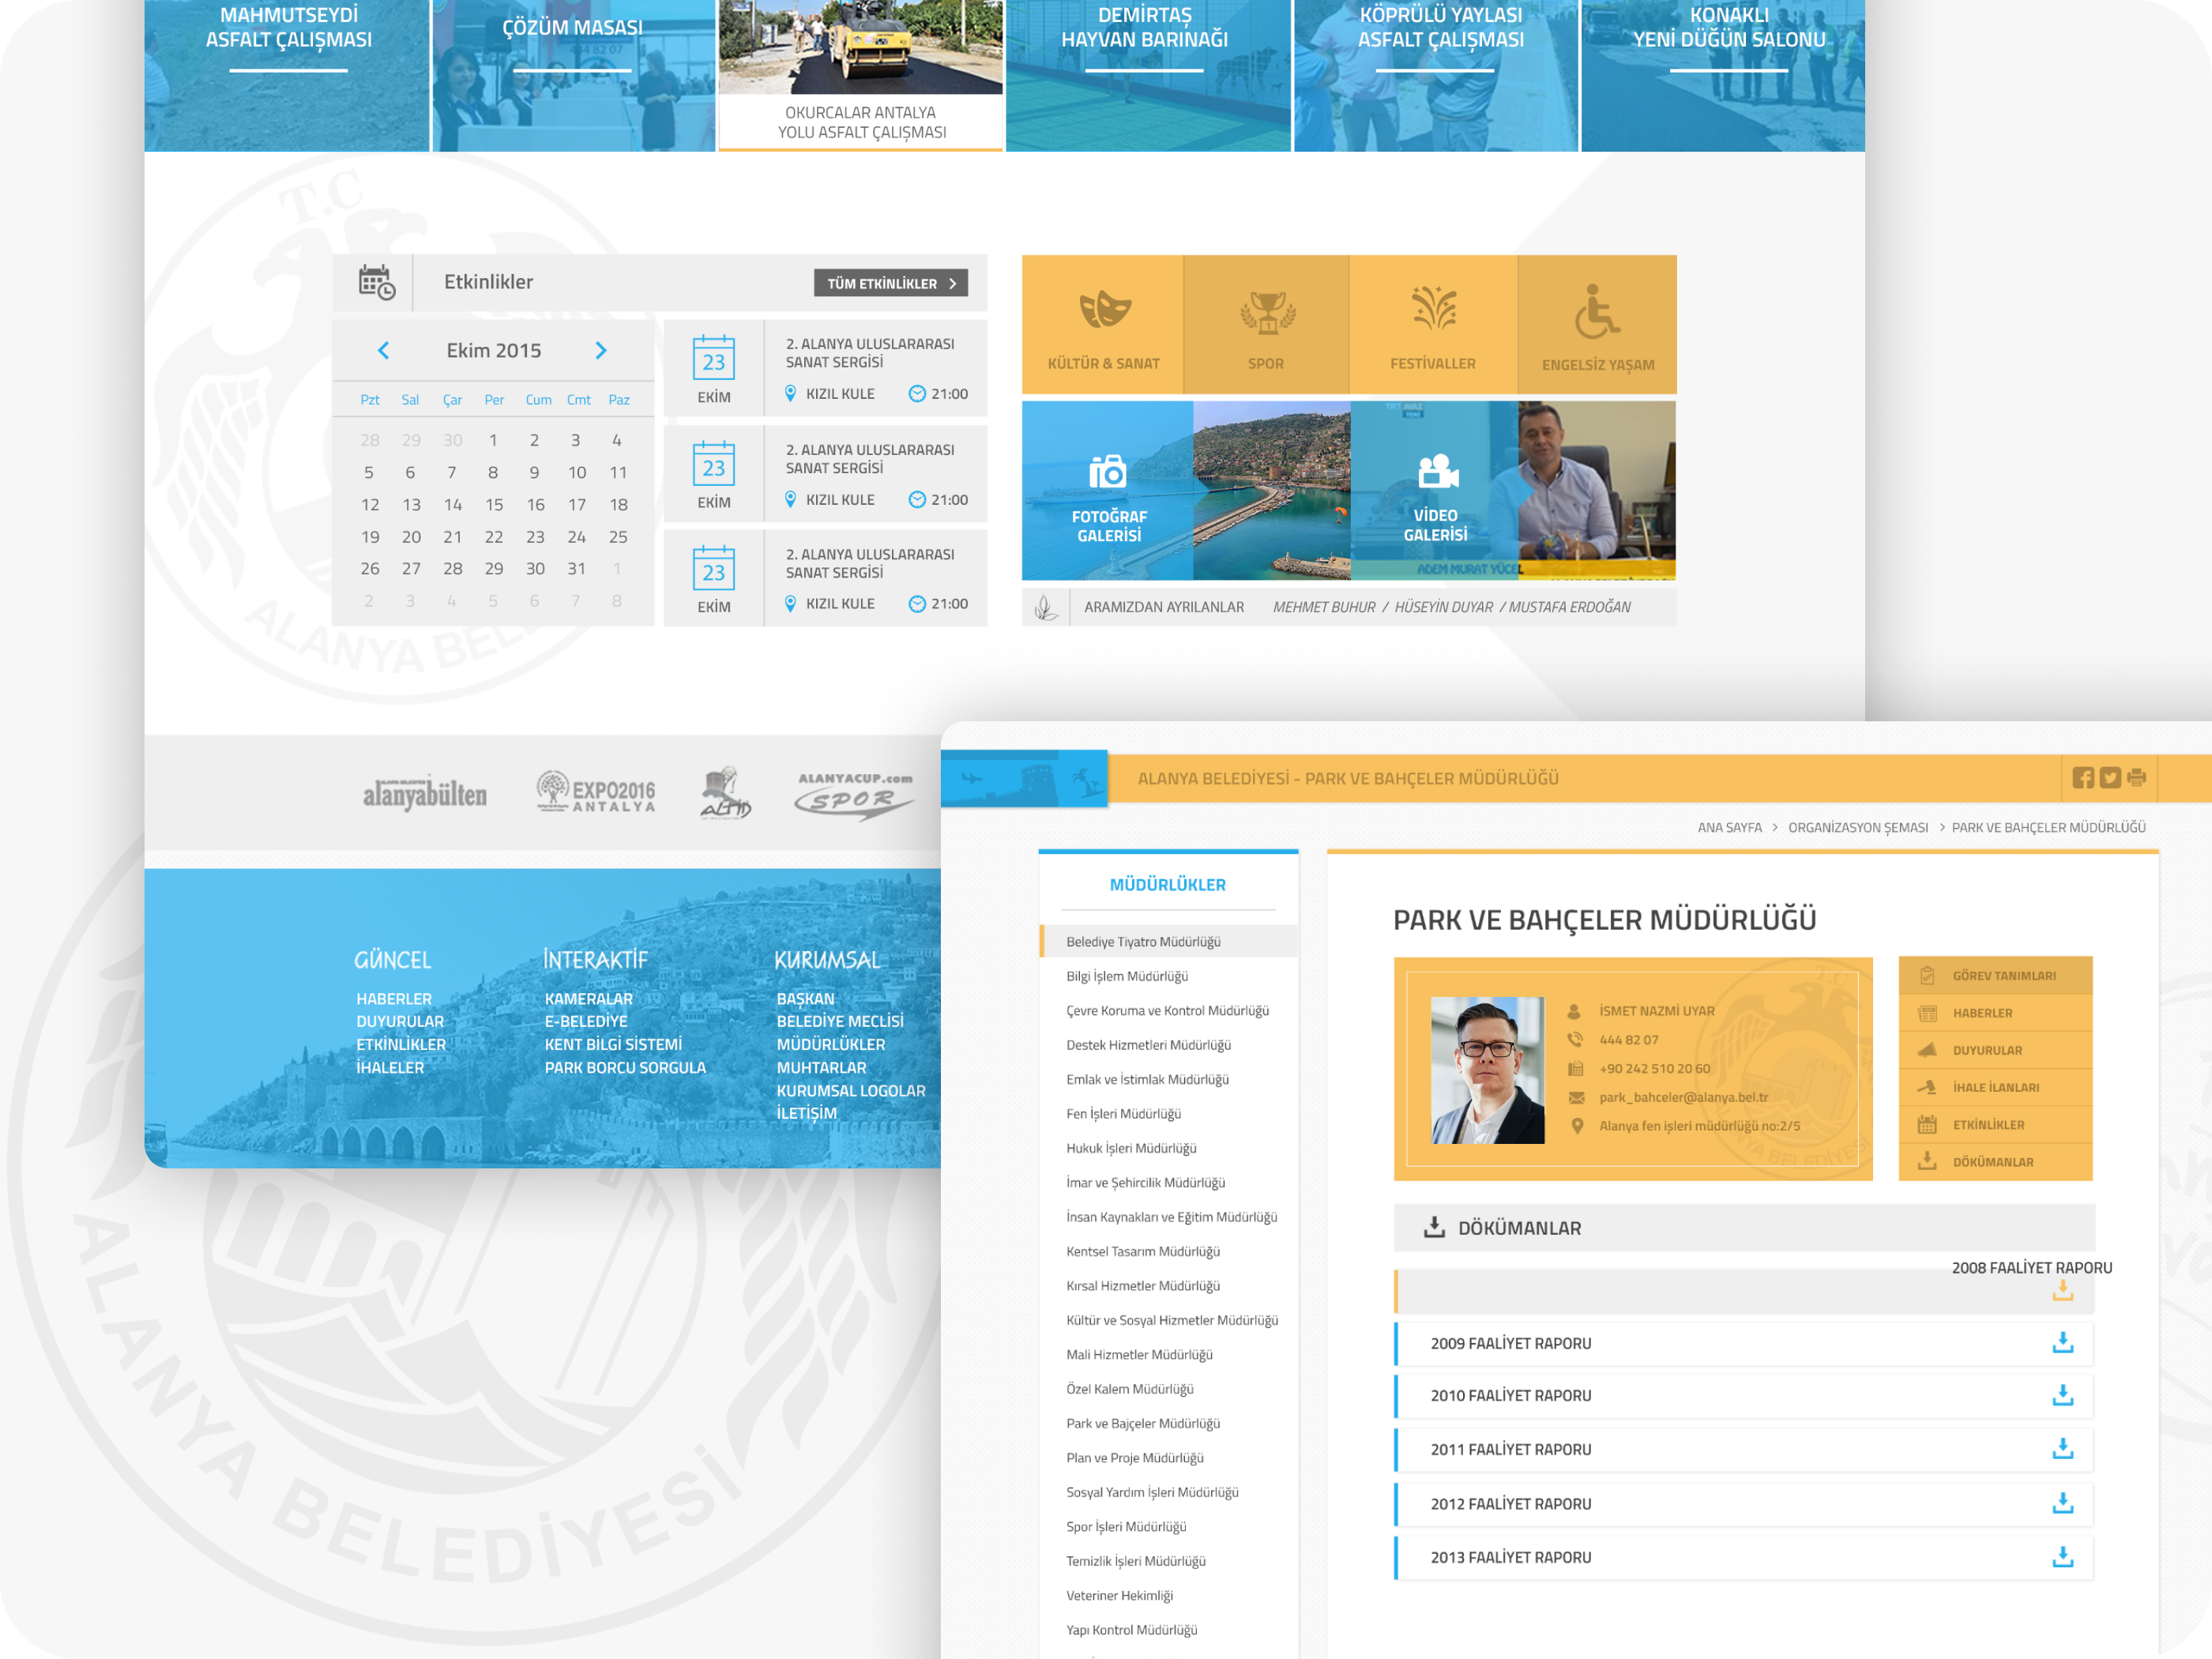 MAHMUTSEYDİ
ASFALT ÇALIŞMASI
ÇÖZÜM MASASI
444 82 07
OKURCALAR ANTALYA
YOLU ASFALT ÇALIŞMASI
DEMİRTAŞ
HAYVAN BARINAĞI
KÖPRÜLÜ YAYLASI
ASFALT ÇALIŞMASI
KONAKLI
YENİ DÜĞÜN SALONU
T.C
ALANYA BELE
Etkinlikler
TÜM ETKİNLİKLER
Ekim 2015
Pzt Sal Çar Per Cum Cmt Paz
28 29 30 1 2 3 4
5 6 7 8 9 10 11
12 13 14 15 16 17 18
19 20 21 22 23 24 25
26 27 28 29 30 31 1
2 3 4 5 6 7 8
23
EKİM
2. ALANYA ULUSLARARASI
SANAT SERGİSİ
KIZIL KULE 21:00
23
EKİM
2. ALANYA ULUSLARARASI
SANAT SERGİSİ
KIZIL KULE 21:00
23
EKİM
2. ALANYA ULUSLARARASI
SANAT SERGİSİ
KIZIL KULE 21:00
KÜLTÜR & SANAT
SPOR
FESTİVALLER
ENGELSİZ YAŞAM
FOTOĞRAF
GALERİSİ
TRT AVAZ
YENİ
VİDEO
GALERİSİ
ADEM MURAT YÜCEL
ARAMIZDAN AYRILANLAR MEHMET BUHUR / HÜSEYİN DUYAR / MUSTAFA ERDOĞAN
alanyabülten
EXPO2016
ANTALYA
ALTİD
ALANYACUP.com
SPOR
GÜNCEL
HABERLER
DUYURULAR
ETKİNLİKLER
İHALELER
İNTERAKTİF
KAMERALAR
E-BELEDİYE
KENT BİLGİ SİSTEMİ
PARK BORCU SORGULA
KURUMSAL
BAŞKAN
BELEDİYE MECLİSİ
MÜDÜRLÜKLER
MUHTARLAR
KURUMSAL LOGOLAR
İLETİŞİM
ALANYA BELEDİYESİ
ALANYA BELEDİYESİ - PARK VE BAHÇELER MÜDÜRLÜĞÜ
ANA SAYFA > ORGANİZASYON ŞEMASI > PARK VE BAHÇELER MÜDÜRLÜĞÜ
MÜDÜRLÜKLER
Belediye Tiyatro Müdürlüğü
Bilgi İşlem Müdürlüğü
Çevre Koruma ve Kontrol Müdürlüğü
Destek Hizmetleri Müdürlüğü
Emlak ve İstimlak Müdürlüğü
Fen İşleri Müdürlüğü
Hukuk İşleri Müdürlüğü
İmar ve Şehircilik Müdürlüğü
İnsan Kaynakları ve Eğitim Müdürlüğü
Kentsel Tasarım Müdürlüğü
Kırsal Hizmetler Müdürlüğü
Kültür ve Sosyal Hizmetler Müdürlüğü
Mali Hizmetler Müdürlüğü
Özel Kalem Müdürlüğü
Park ve Bajçeler Müdürlüğü
Plan ve Proje Müdürlüğü
Sosyal Yardım İşleri Müdürlüğü
Spor İşleri Müdürlüğü
Temizlik İşleri Müdürlüğü
Veteriner Hekimliği
Yapı Kontrol Müdürlüğü
PARK VE BAHÇELER MÜDÜRLÜĞÜ
İSMET NAZMİ UYAR
444 82 07
+90 242 510 20 60
park_bahceler@alanya.bel.tr
Alanya fen işleri müdürlüğü no:2/5
T.C
ALANYA BELEDİYESİ
GÖREV TANIMLARI
HABERLER
DUYURULAR
İHALE İLANLARI
ETKİNLİKLER
DÖKÜMANLAR
DÖKÜMANLAR
2008 FAALİYET RAPORU
2009 FAALİYET RAPORU
2010 FAALİYET RAPORU
2011 FAALİYET RAPORU
2012 FAALİYET RAPORU
2013 FAALİYET RAPORU